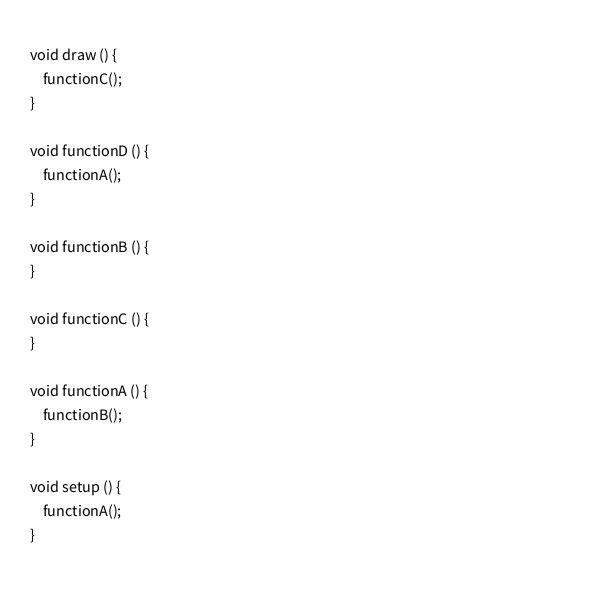 void draw () {
functionC();
}
void functionD () {
functionA();
}
void functionB () {
}
void functionC () {
}
void functionA () {
functionB();
}
void setup () {
functionA();
}